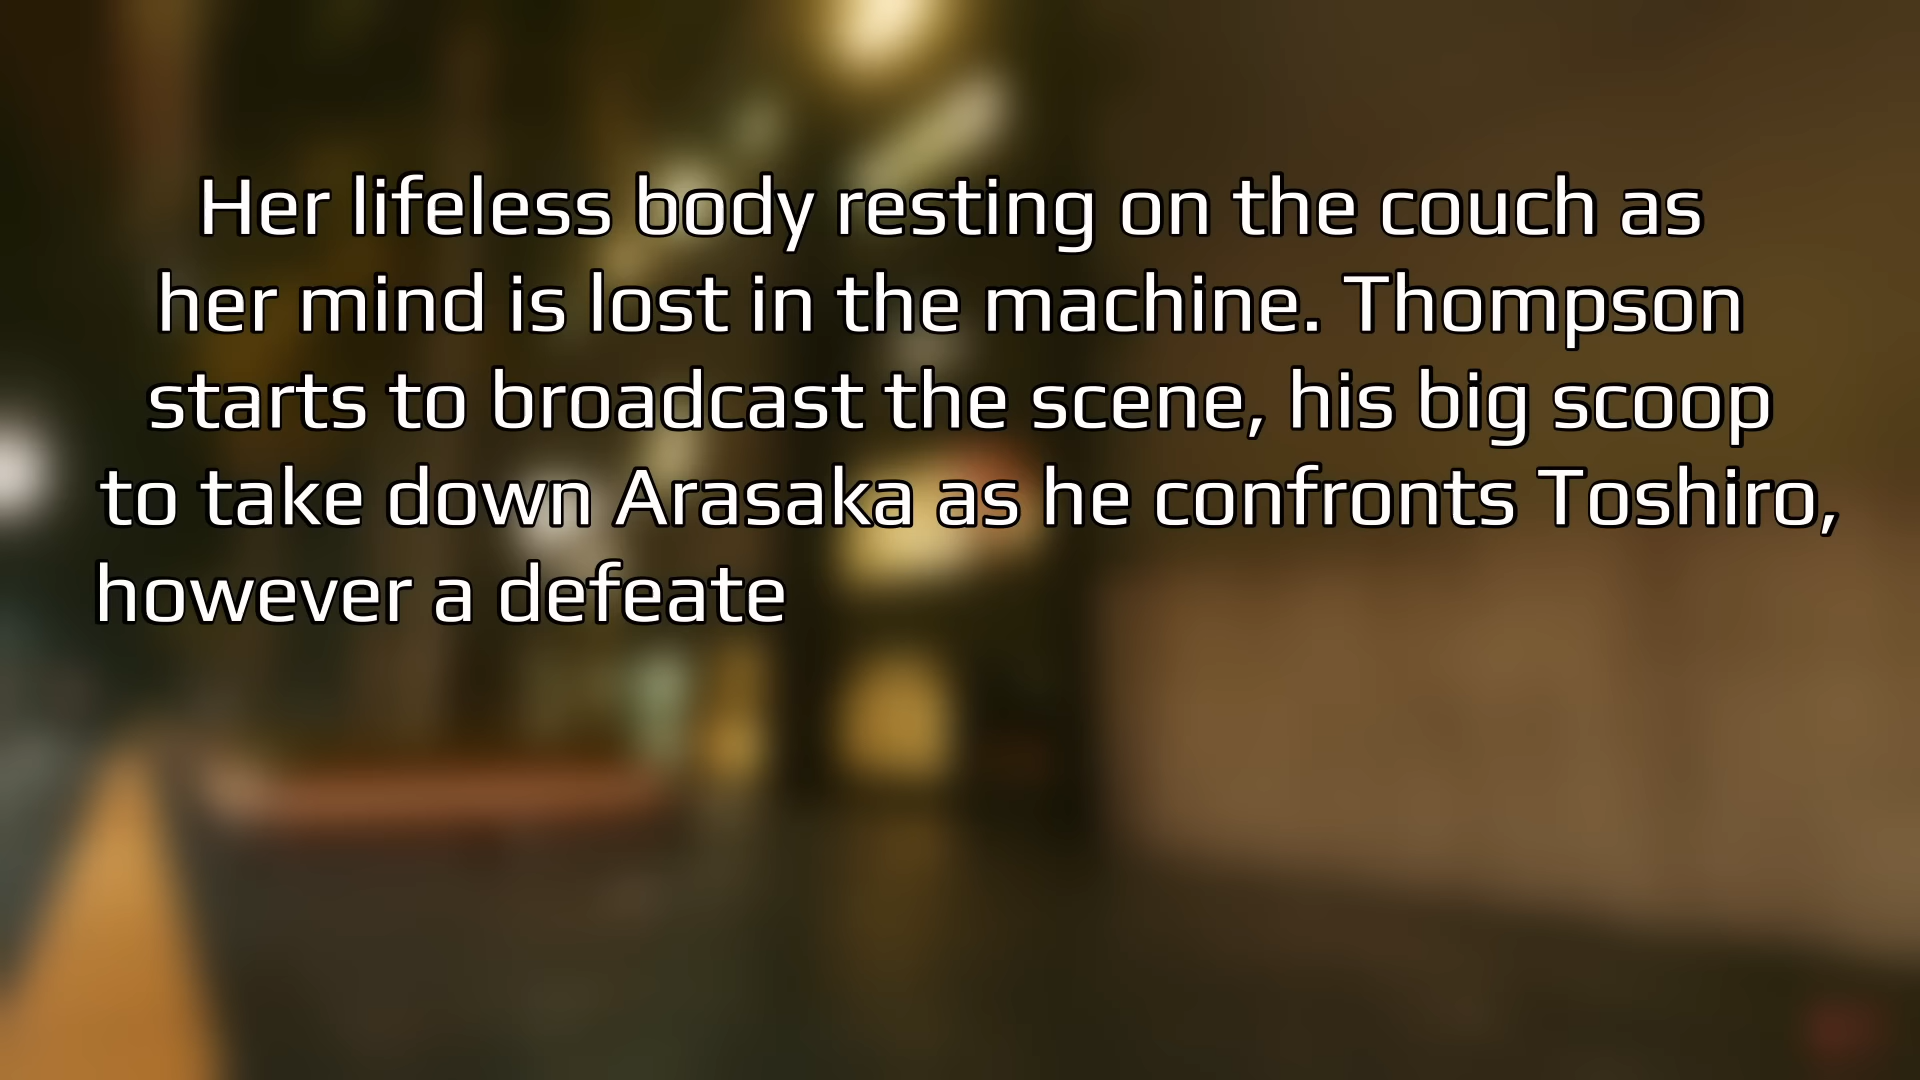 Her lifeless body resting on the couch as
her mind is lost in the machine. Thompson
starts to broadcast the scene, his big scoop
to take down Arasaka as he confronts Toshiro,
however a defeate